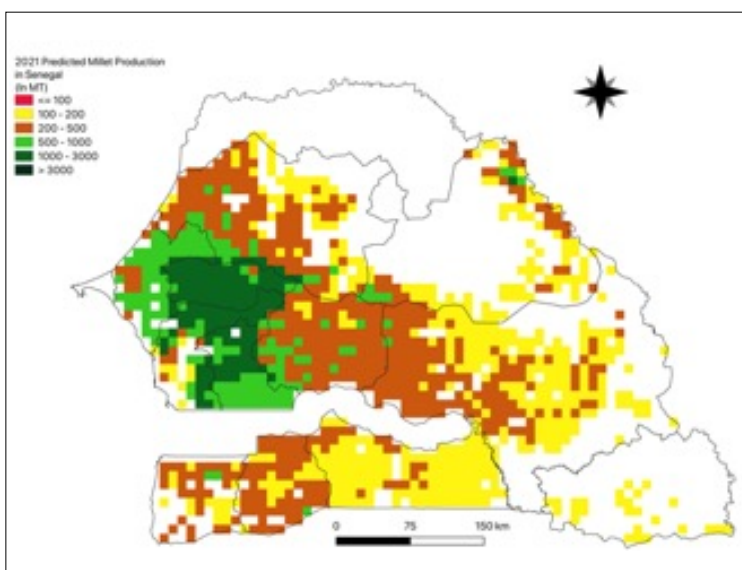 2021 Predicted Millet Production
in Senegal
(In MT)
<= 100
100 - 200
200 - 500
500 - 1000
1000 - 3000
> 3000
0 75 150 km